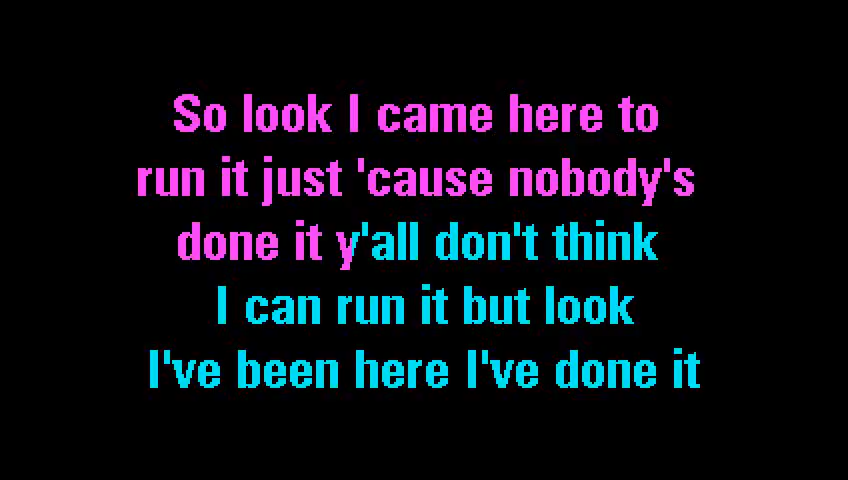 So look I came here to
run it just 'cause nobody's
done it y'all don't think
I can run it but look
I've been here I've done it